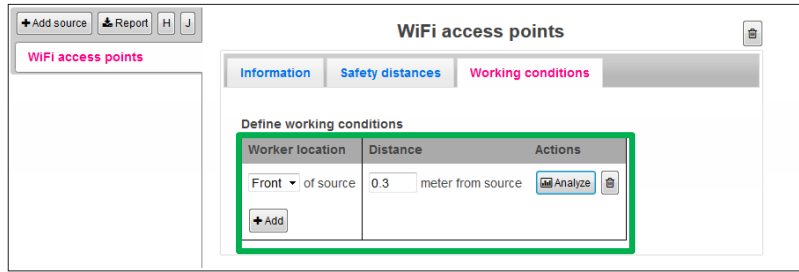 Add source Report H J
WiFi access points
WiFi access points
Information Safety distances Working conditions
Define working conditions
Worker location Distance Actions
Front of source 0.3 meter from source Analyze
Add